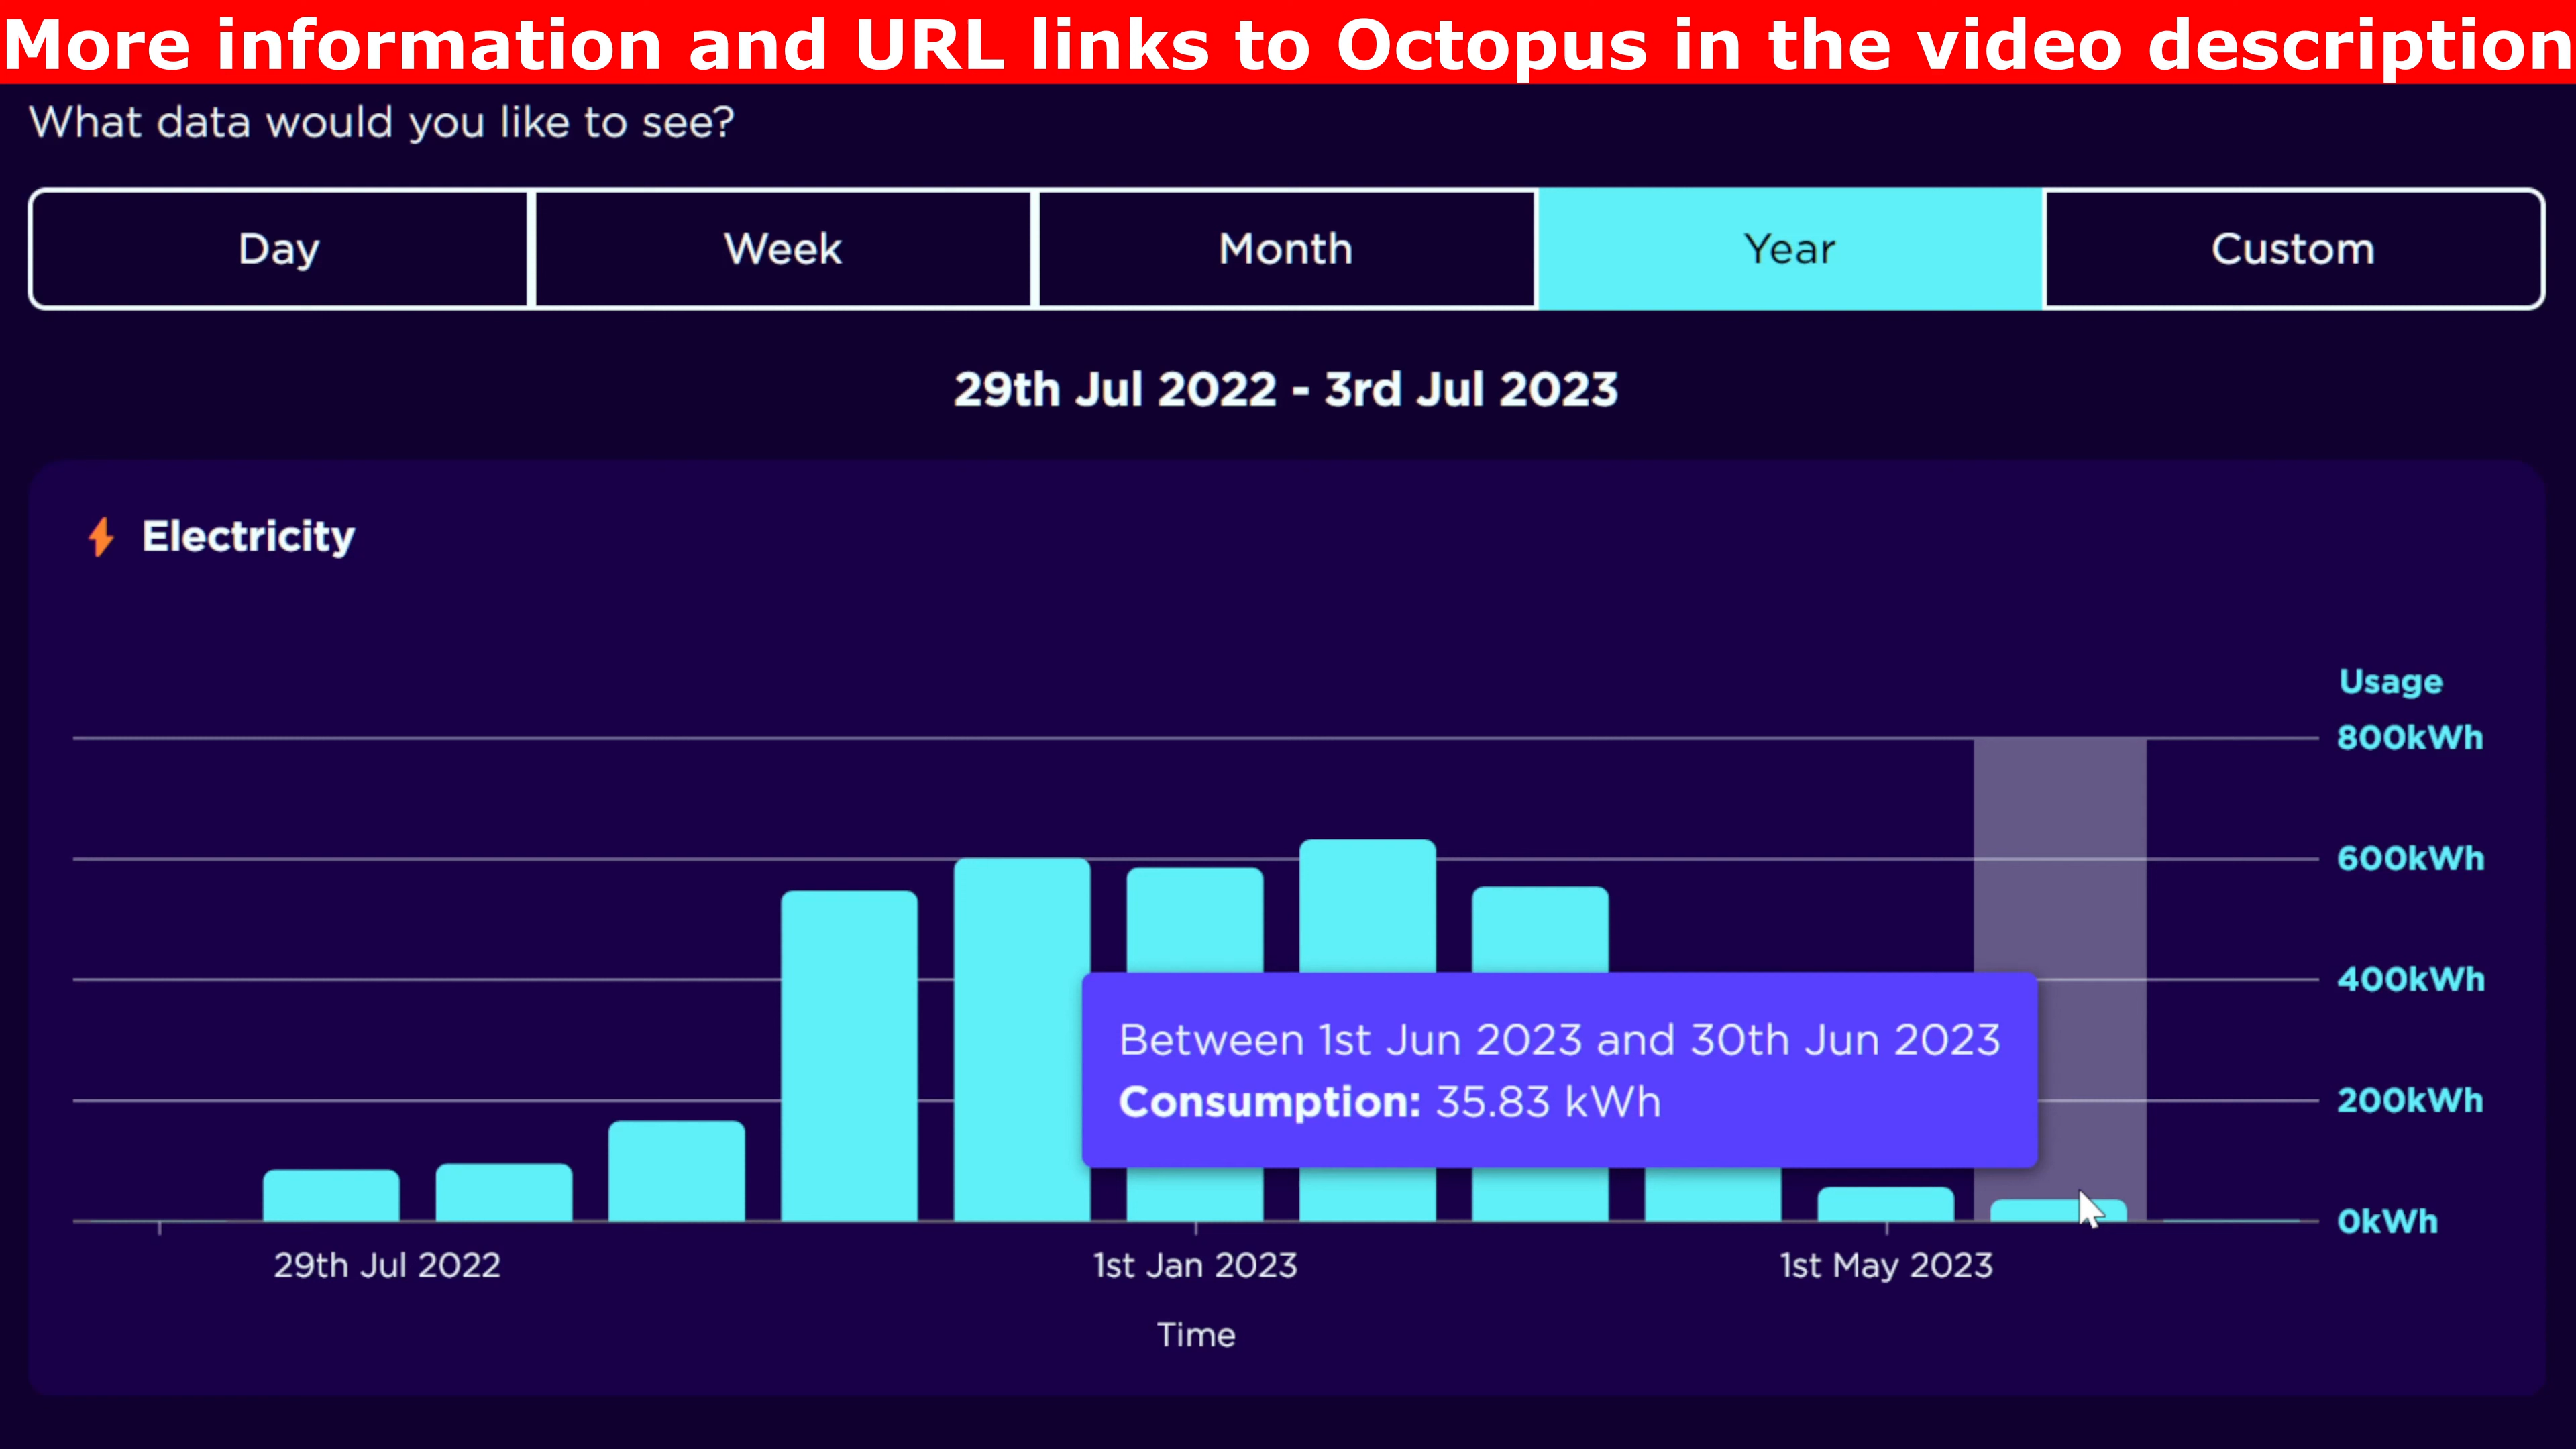 More information and URL links to Octopus in the video description
What data would you like to see?
Day
Week
Month
Year
Custom
29th Jul 2022 - 3rd Jul 2023
Electricity
Usage
800kWh
600kWh
400kWh
Between 1st Jun 2023 and 30th Jun 2023
Consumption: 35.83 kWh
200kWh
0kWh
29th Jul 2022
1st Jan 2023
1st May 2023
Time